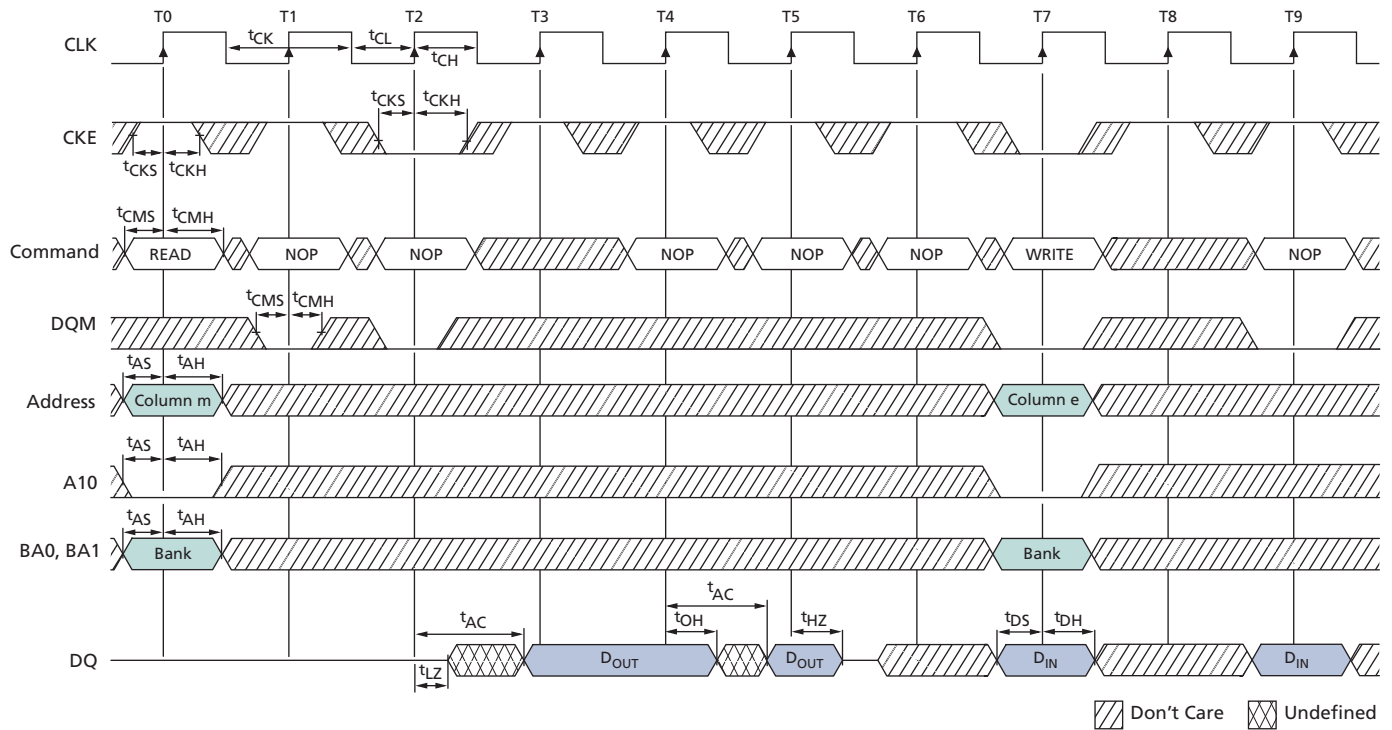 T0 T1 T2 T3 T4 T5 T6 T7 T8 T9
CLK
tCK tCL
tCH
tCKS tCKH
CKE
tCKS tCKH
tCMS tCMH
Command READ NOP NOP NOP NOP NOP WRITE NOP
tCMS tCMH
DQM
tAS tAH
Address Column m Column e
tAS tAH
A10
tAS tAH
BA0, BA1 Bank Bank
tAC
tAC tOH tHZ tDS tDH
DQ DOUT DOUT DIN DIN
tLZ
Don't Care Undefined